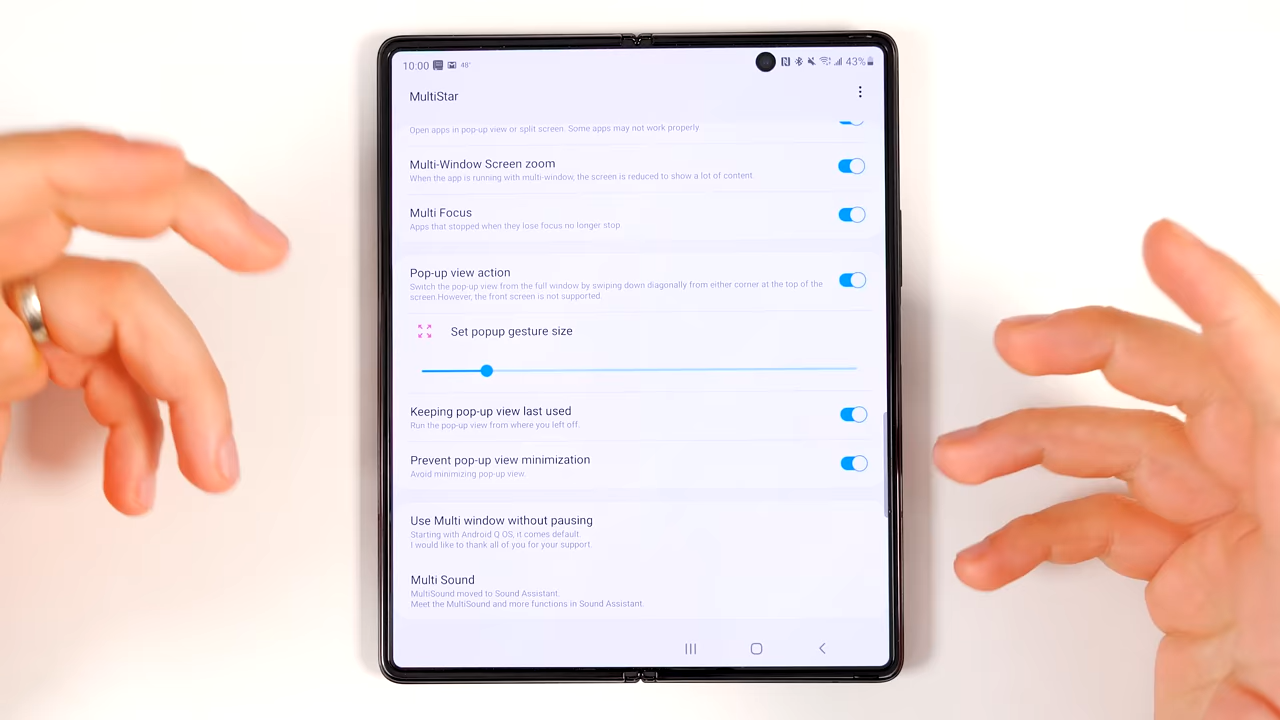 10:00 48° 43%
MultiStar
Open apps in pop-up view or split screen. Some apps may not work properly
Multi-Window Screen zoom
When the app is running with multi-window, the screen is reduced to show a lot of content.
Multi Focus
Apps that stopped when they lose focus no longer stop
Pop-up view action
Switch the pop-up view from the full window by swiping down diagonally from either corner at the top of the
screen.However, the front screen is not supported.
Set popup gesture size
Keeping pop-up view last used
Run the pop-up view from where you left off.
Prevent pop-up view minimization
Avoid minimizing pop-up view.
Use Multi window without pausing
Starting with Android Q OS, it comes default.
I would like to thank all of you for your support.
Multi Sound
MultiSound moved to Sound Assistant.
Meet the MultiSound and more functions in Sound Assistant.